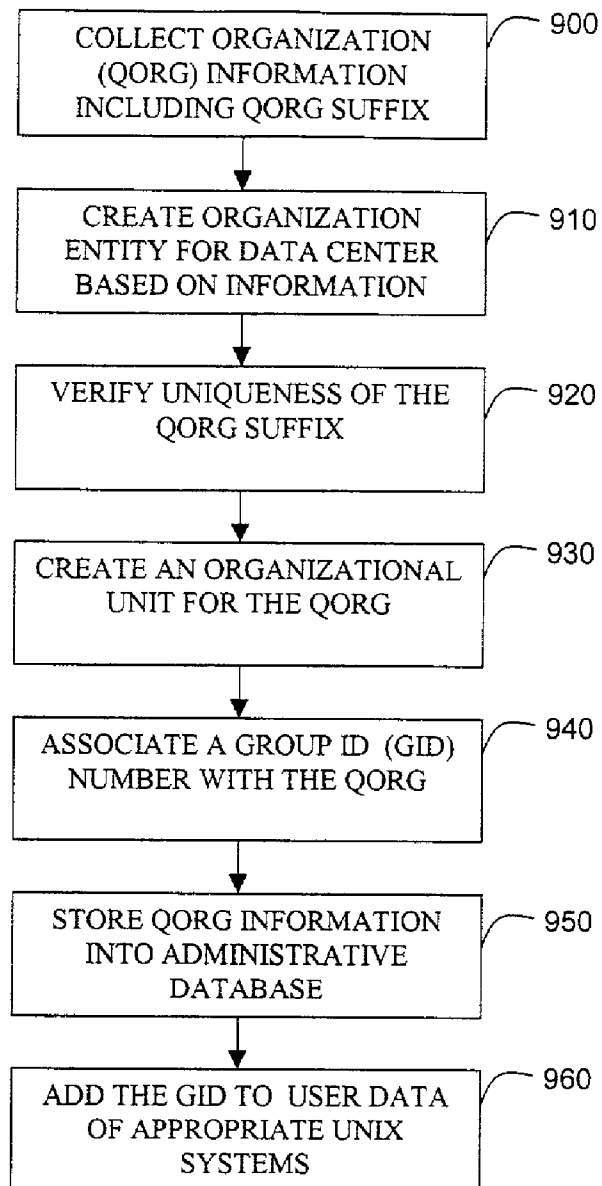 COLLECT ORGANIZATION
(QORG) INFORMATION
INCLUDING QORG SUFFIX
900
CREATE ORGANIZATION
ENTITY FOR DATA CENTER
BASED ON INFORMATION
910
VERIFY UNIQUENESS OF THE
QORG SUFFIX
920
CREATE AN ORGANIZATIONAL
UNIT FOR THE QORG
930
ASSOCIATE A GROUP ID (GID)
NUMBER WITH THE QORG
940
STORE QORG INFORMATION
INTO ADMINISTRATIVE
DATABASE
950
ADD THE GID TO USER DATA
OF APPROPRIATE UNIX
SYSTEMS
960